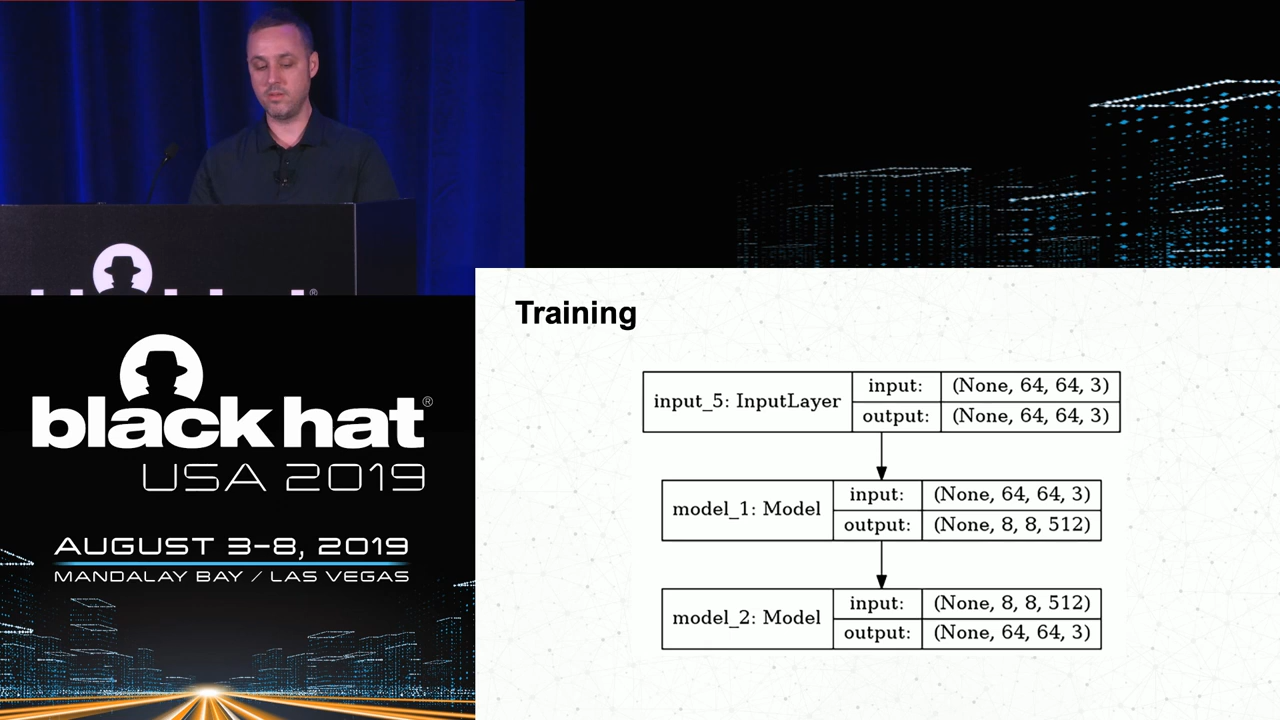 black hat®
USA 2019
AUGUST 3–8, 2019
MANDALAY BAY / LAS VEGAS
Training
input_5: InputLayer
input: (None, 64, 64, 3)
output: (None, 64, 64, 3)
model_1: Model
input: (None, 64, 64, 3)
output: (None, 8, 8, 512)
model_2: Model
input: (None, 8, 8, 512)
output: (None, 64, 64, 3)